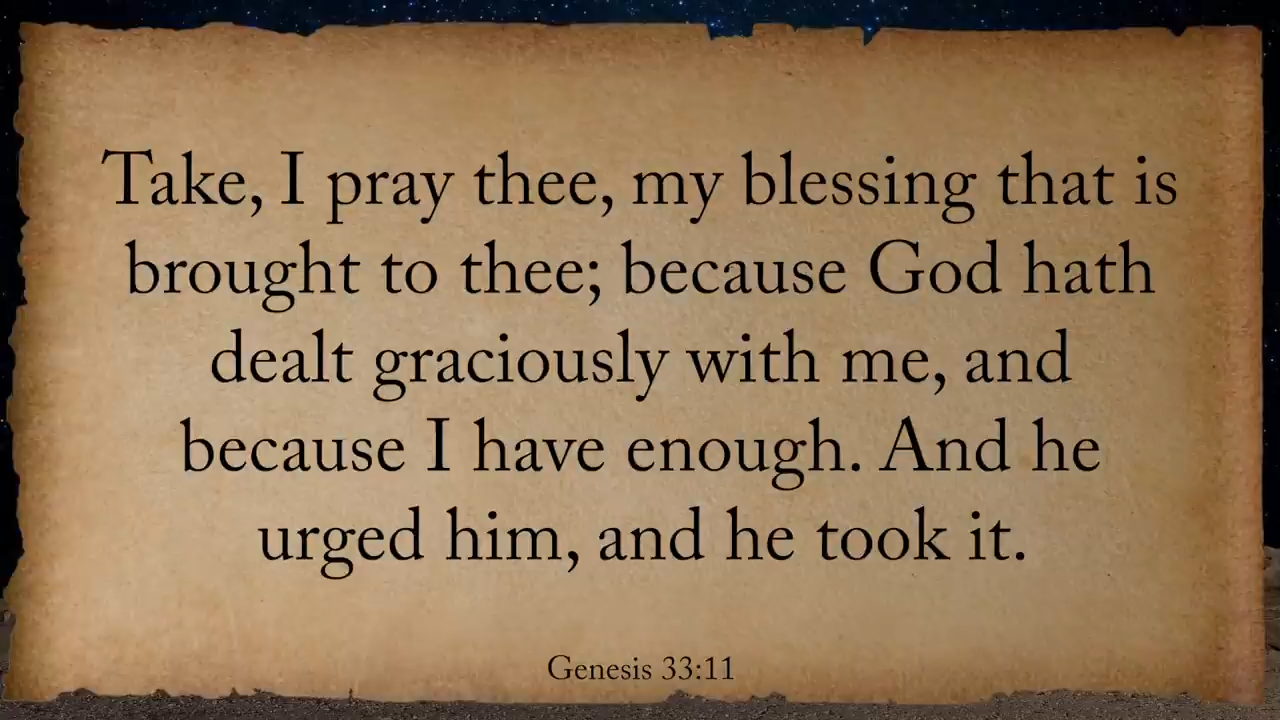 Take, I pray thee, my blessing that is
brought to thee; because God hath
dealt graciously with me, and
because I have enough. And he
urged him, and he took it.
Genesis 33:11